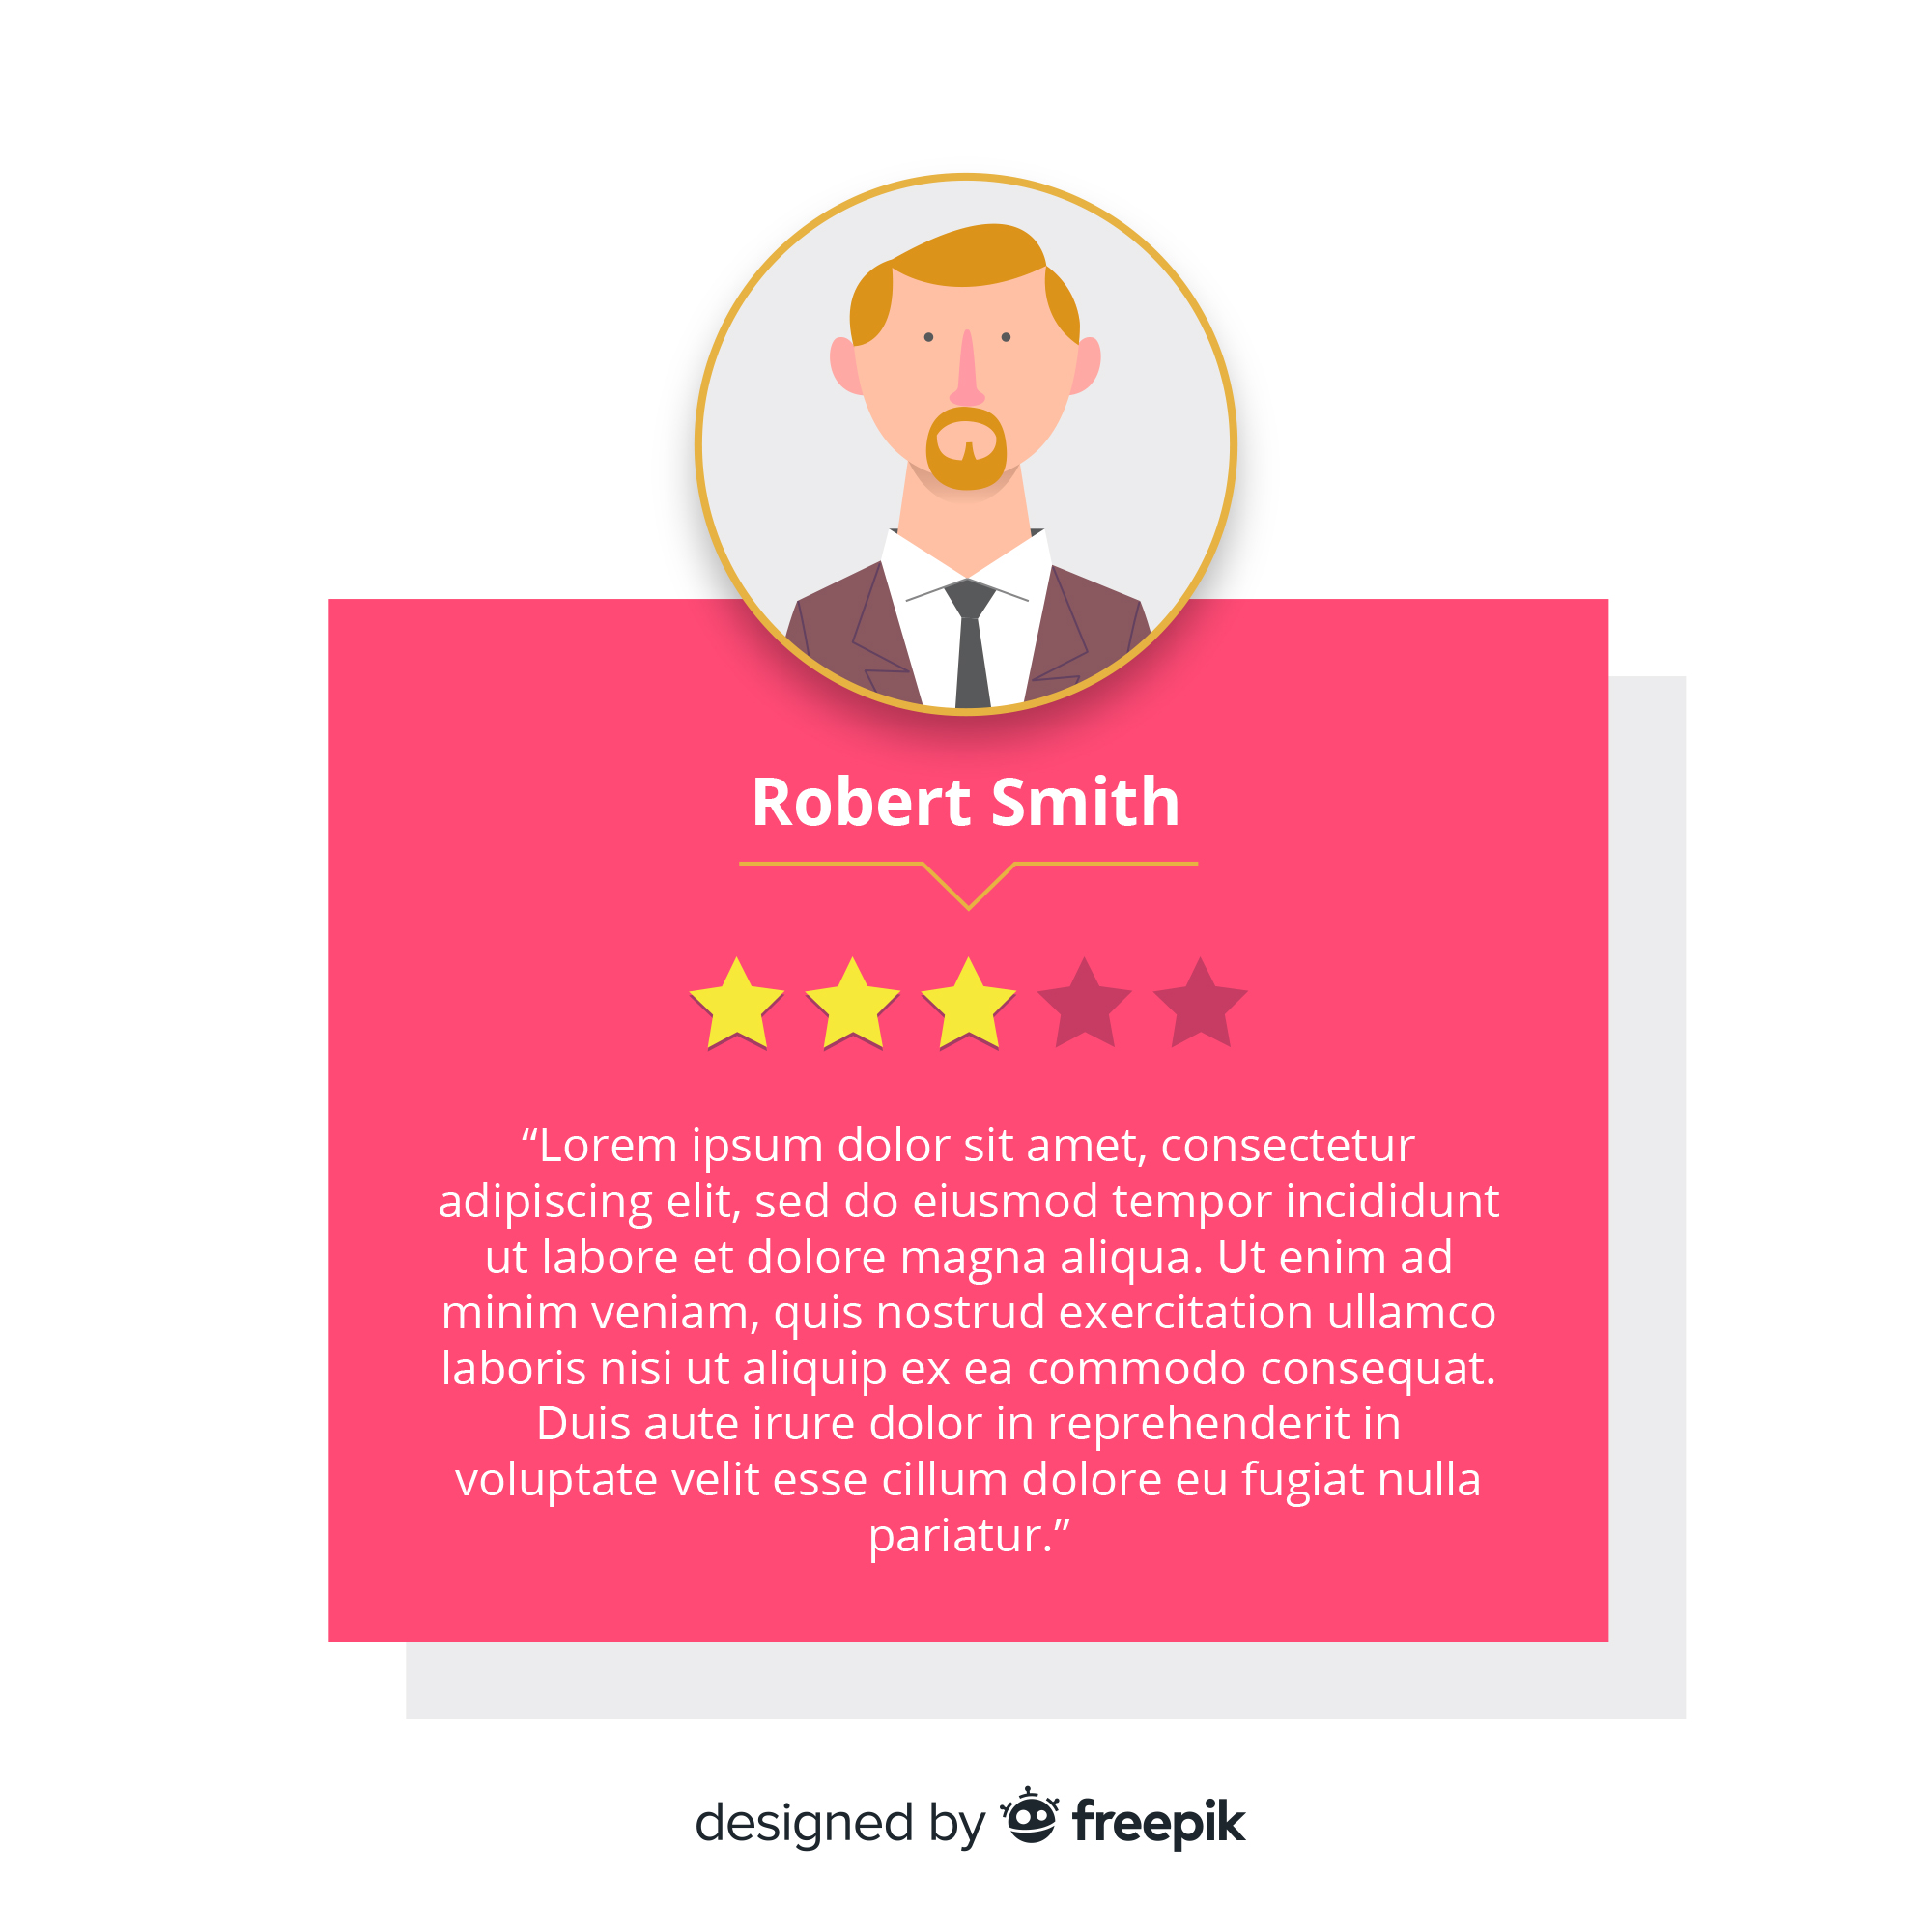 Robert Smith
“Lorem ipsum dolor sit amet, consectetur
adipiscing elit, sed do eiusmod tempor incididunt
ut labore et dolore magna aliqua. Ut enim ad
minim veniam, quis nostrud exercitation ullamco
laboris nisi ut aliquip ex ea commodo consequat.
Duis aute irure dolor in reprehenderit in
voluptate velit esse cillum dolore eu fugiat nulla
pariatur.”
designed by freepik